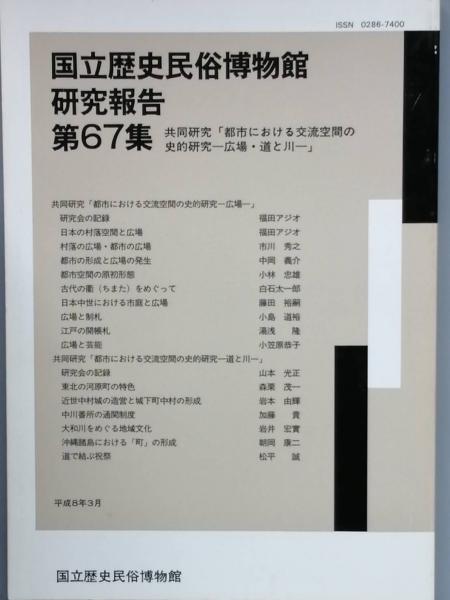 ISSN 0286-7400
国立歴史民俗博物館
研究報告
第67集 共同研究「都市における交流空間の
史的研究―広場・道と川―」
共同研究「都市における交流空間の史的研究―広場―」
研究会の記録 福田アジオ
日本の村落空間と広場 福田アジオ
村落の広場・都市の広場 市川 秀之
都市の形成と広場の発生 中岡 義介
都市空間の原初形態 小林 忠雄
古代の衢（ちまた）をめぐって 白石太一郎
日本中世における市庭と広場 藤田 裕嗣
広場と制札 小島 道裕
江戸の開帳札 湯浅 隆
広場と芸能 小笠原恭子
共同研究「都市における交流空間の史的研究―道と川―」
研究会の記録 山本 光正
東北の河原町の特色 森栗 茂一
近世中村城の造営と城下町中村の形成 岩本 由輝
中川番所の通関制度 加藤 貴
大和川をめぐる地域文化 岩井 宏實
沖縄諸島における「町」の形成 朝岡 康二
道で結ぶ祝祭 松平 誠
平成8年3月
国立歴史民俗博物館